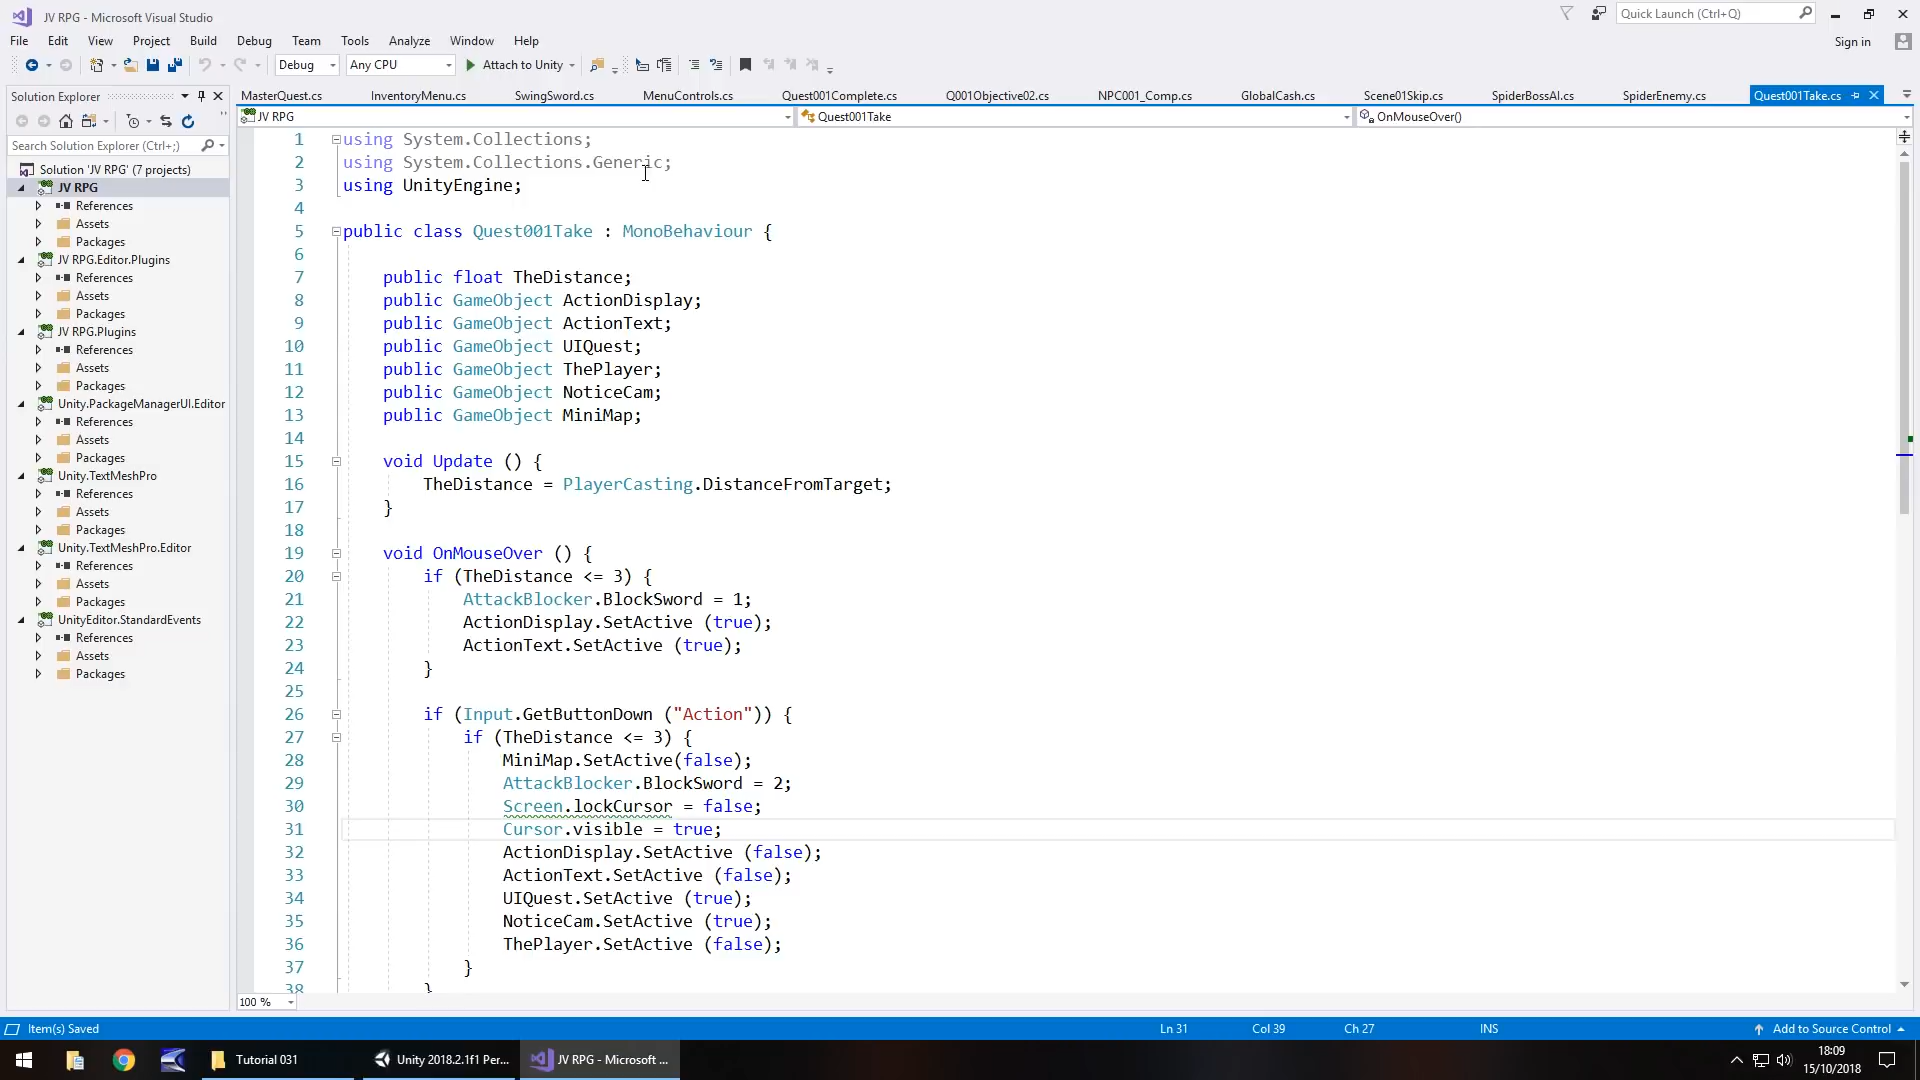 JV RPG - Microsoft Visual Studio
Quick Launch (Ctrl+Q)
File Edit View Project Build Debug Team Tools Analyze Window Help
Sign in
Debug Any CPU Attach to Unity
Solution Explorer
MasterQuest.cs InventoryMenu.cs SwingSword.cs MenuControls.cs Quest001Complete.cs Q001Objective02.cs NPC001_Comp.cs GlobalCash.cs Scene01Skip.cs SpiderBossAI.cs SpiderEnemy.cs Quest001Take.cs
JV RPG Quest001Take OnMouseOver()
Search Solution Explorer (Ctrl+;)
Solution 'JV RPG' (7 projects)
JV RPG
References
Assets
Packages
JV RPG.Editor.Plugins
References
Assets
Packages
JV RPG.Plugins
References
Assets
Packages
Unity.PackageManagerUI.Editor
References
Assets
Packages
Unity.TextMeshPro
References
Assets
Packages
Unity.TextMeshPro.Editor
References
Assets
Packages
UnityEditor.StandardEvents
References
Assets
Packages
1 using System.Collections;
2 using System.Collections.Generic;
3 using UnityEngine;
4
5 public class Quest001Take : MonoBehaviour {
6
7 public float TheDistance;
8 public GameObject ActionDisplay;
9 public GameObject ActionText;
10 public GameObject UIQuest;
11 public GameObject ThePlayer;
12 public GameObject NoticeCam;
13 public GameObject MiniMap;
14
15 void Update () {
16 TheDistance = PlayerCasting.DistanceFromTarget;
17 }
18
19 void OnMouseOver () {
20 if (TheDistance <= 3) {
21 AttackBlocker.BlockSword = 1;
22 ActionDisplay.SetActive (true);
23 ActionText.SetActive (true);
24 }
25
26 if (Input.GetButtonDown ("Action")) {
27 if (TheDistance <= 3) {
28 MiniMap.SetActive(false);
29 AttackBlocker.BlockSword = 2;
30 Screen.lockCursor = false;
31 Cursor.visible = true;
32 ActionDisplay.SetActive (false);
33 ActionText.SetActive (false);
34 UIQuest.SetActive (true);
35 NoticeCam.SetActive (true);
36 ThePlayer.SetActive (false);
37 }
38 }
100 %
Item(s) Saved Ln 31 Col 39 Ch 27 INS Add to Source Control
Tutorial 031 Unity 2018.2.1f1 Per... JV RPG - Microsoft ...
18:09
15/10/2018